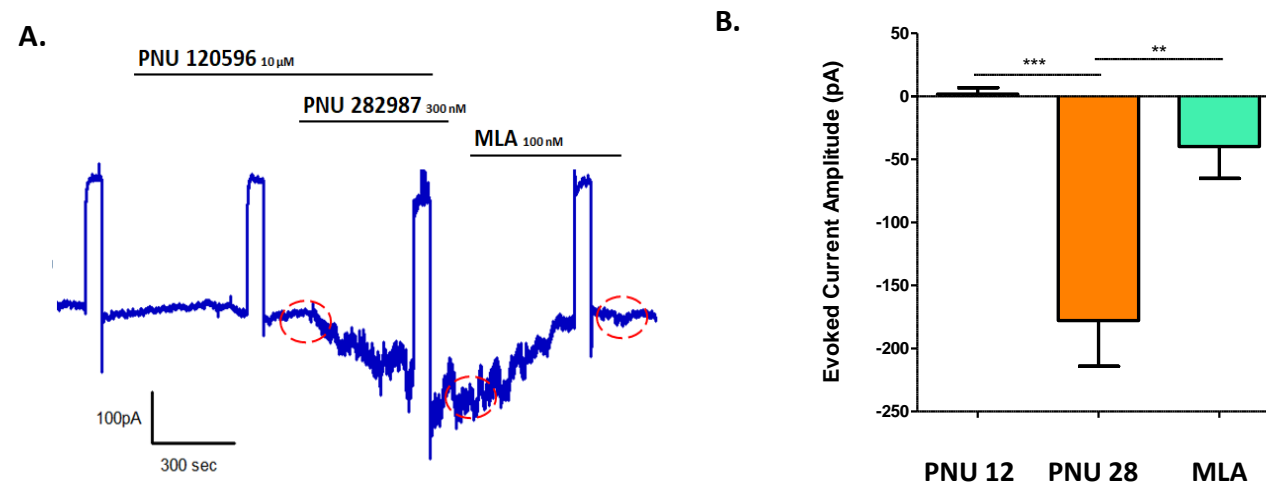 A.
PNU 120596 10 µM
PNU 282987 300 nM
MLA 100 nM
100pA
300 sec
B.
Evoked Current Amplitude (pA)
50
0
-50
-100
-150
-200
-250
***
**
PNU 12 PNU 28 MLA